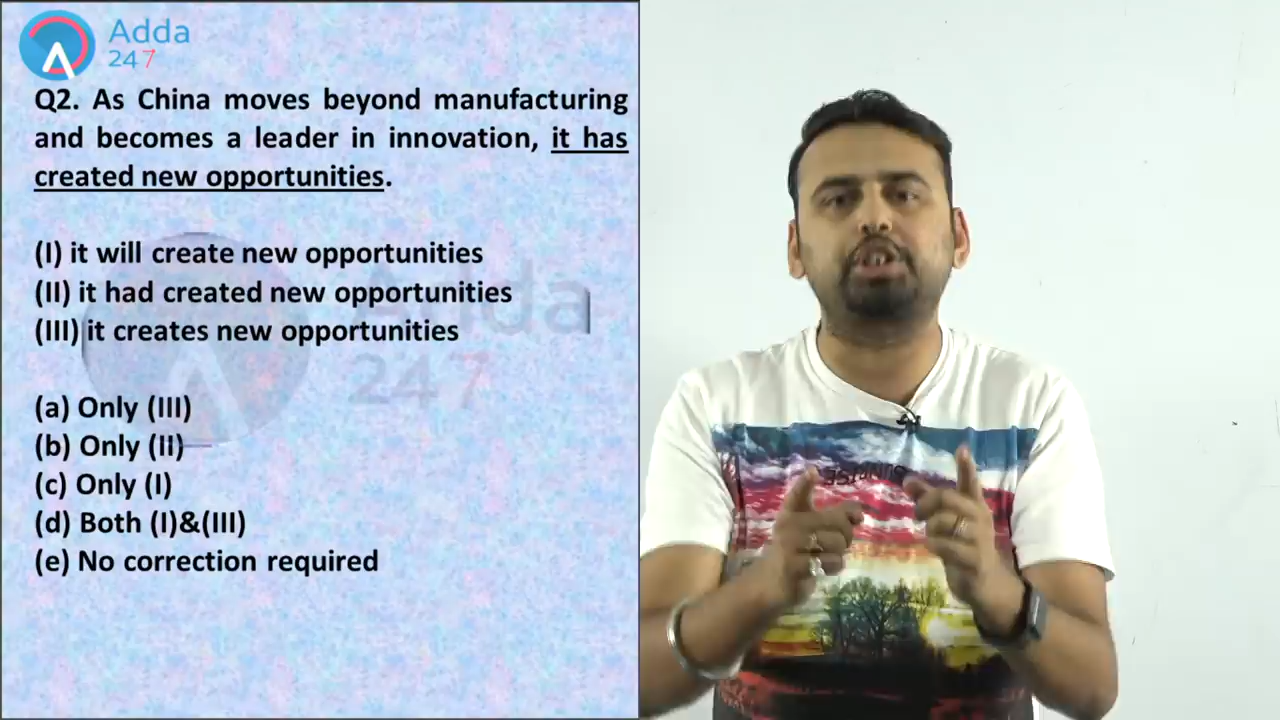 Adda
247
Q2. As China moves beyond manufacturing
and becomes a leader in innovation, it has
created new opportunities.
(I) it will create new opportunities
(II) it had created new opportunities
(III) it creates new opportunities
(a) Only (III)
(b) Only (II)
(c) Only (I)
(d) Both (I)&(III)
(e) No correction required
Adda
247